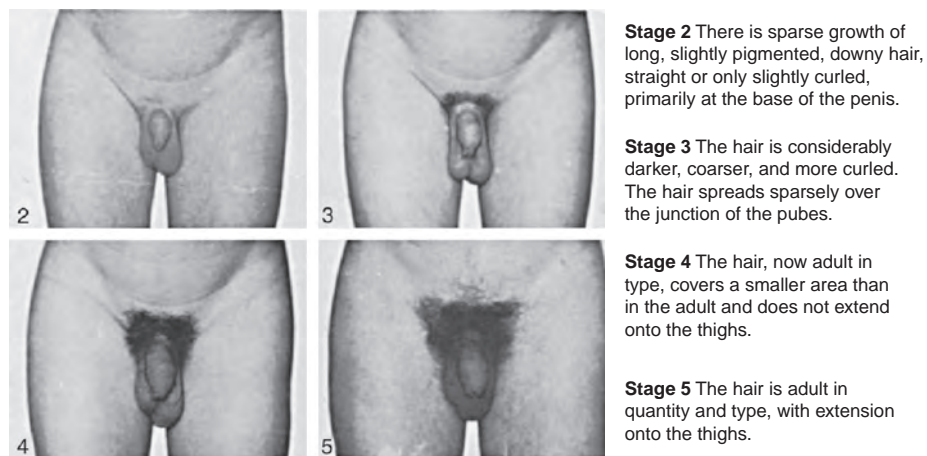 2
3
4
5
Stage 2 There is sparse growth of
long, slightly pigmented, downy hair,
straight or only slightly curled,
primarily at the base of the penis.
Stage 3 The hair is considerably
darker, coarser, and more curled.
The hair spreads sparsely over
the junction of the pubes.
Stage 4 The hair, now adult in
type, covers a smaller area than
in the adult and does not extend
onto the thighs.
Stage 5 The hair is adult in
quantity and type, with extension
onto the thighs.